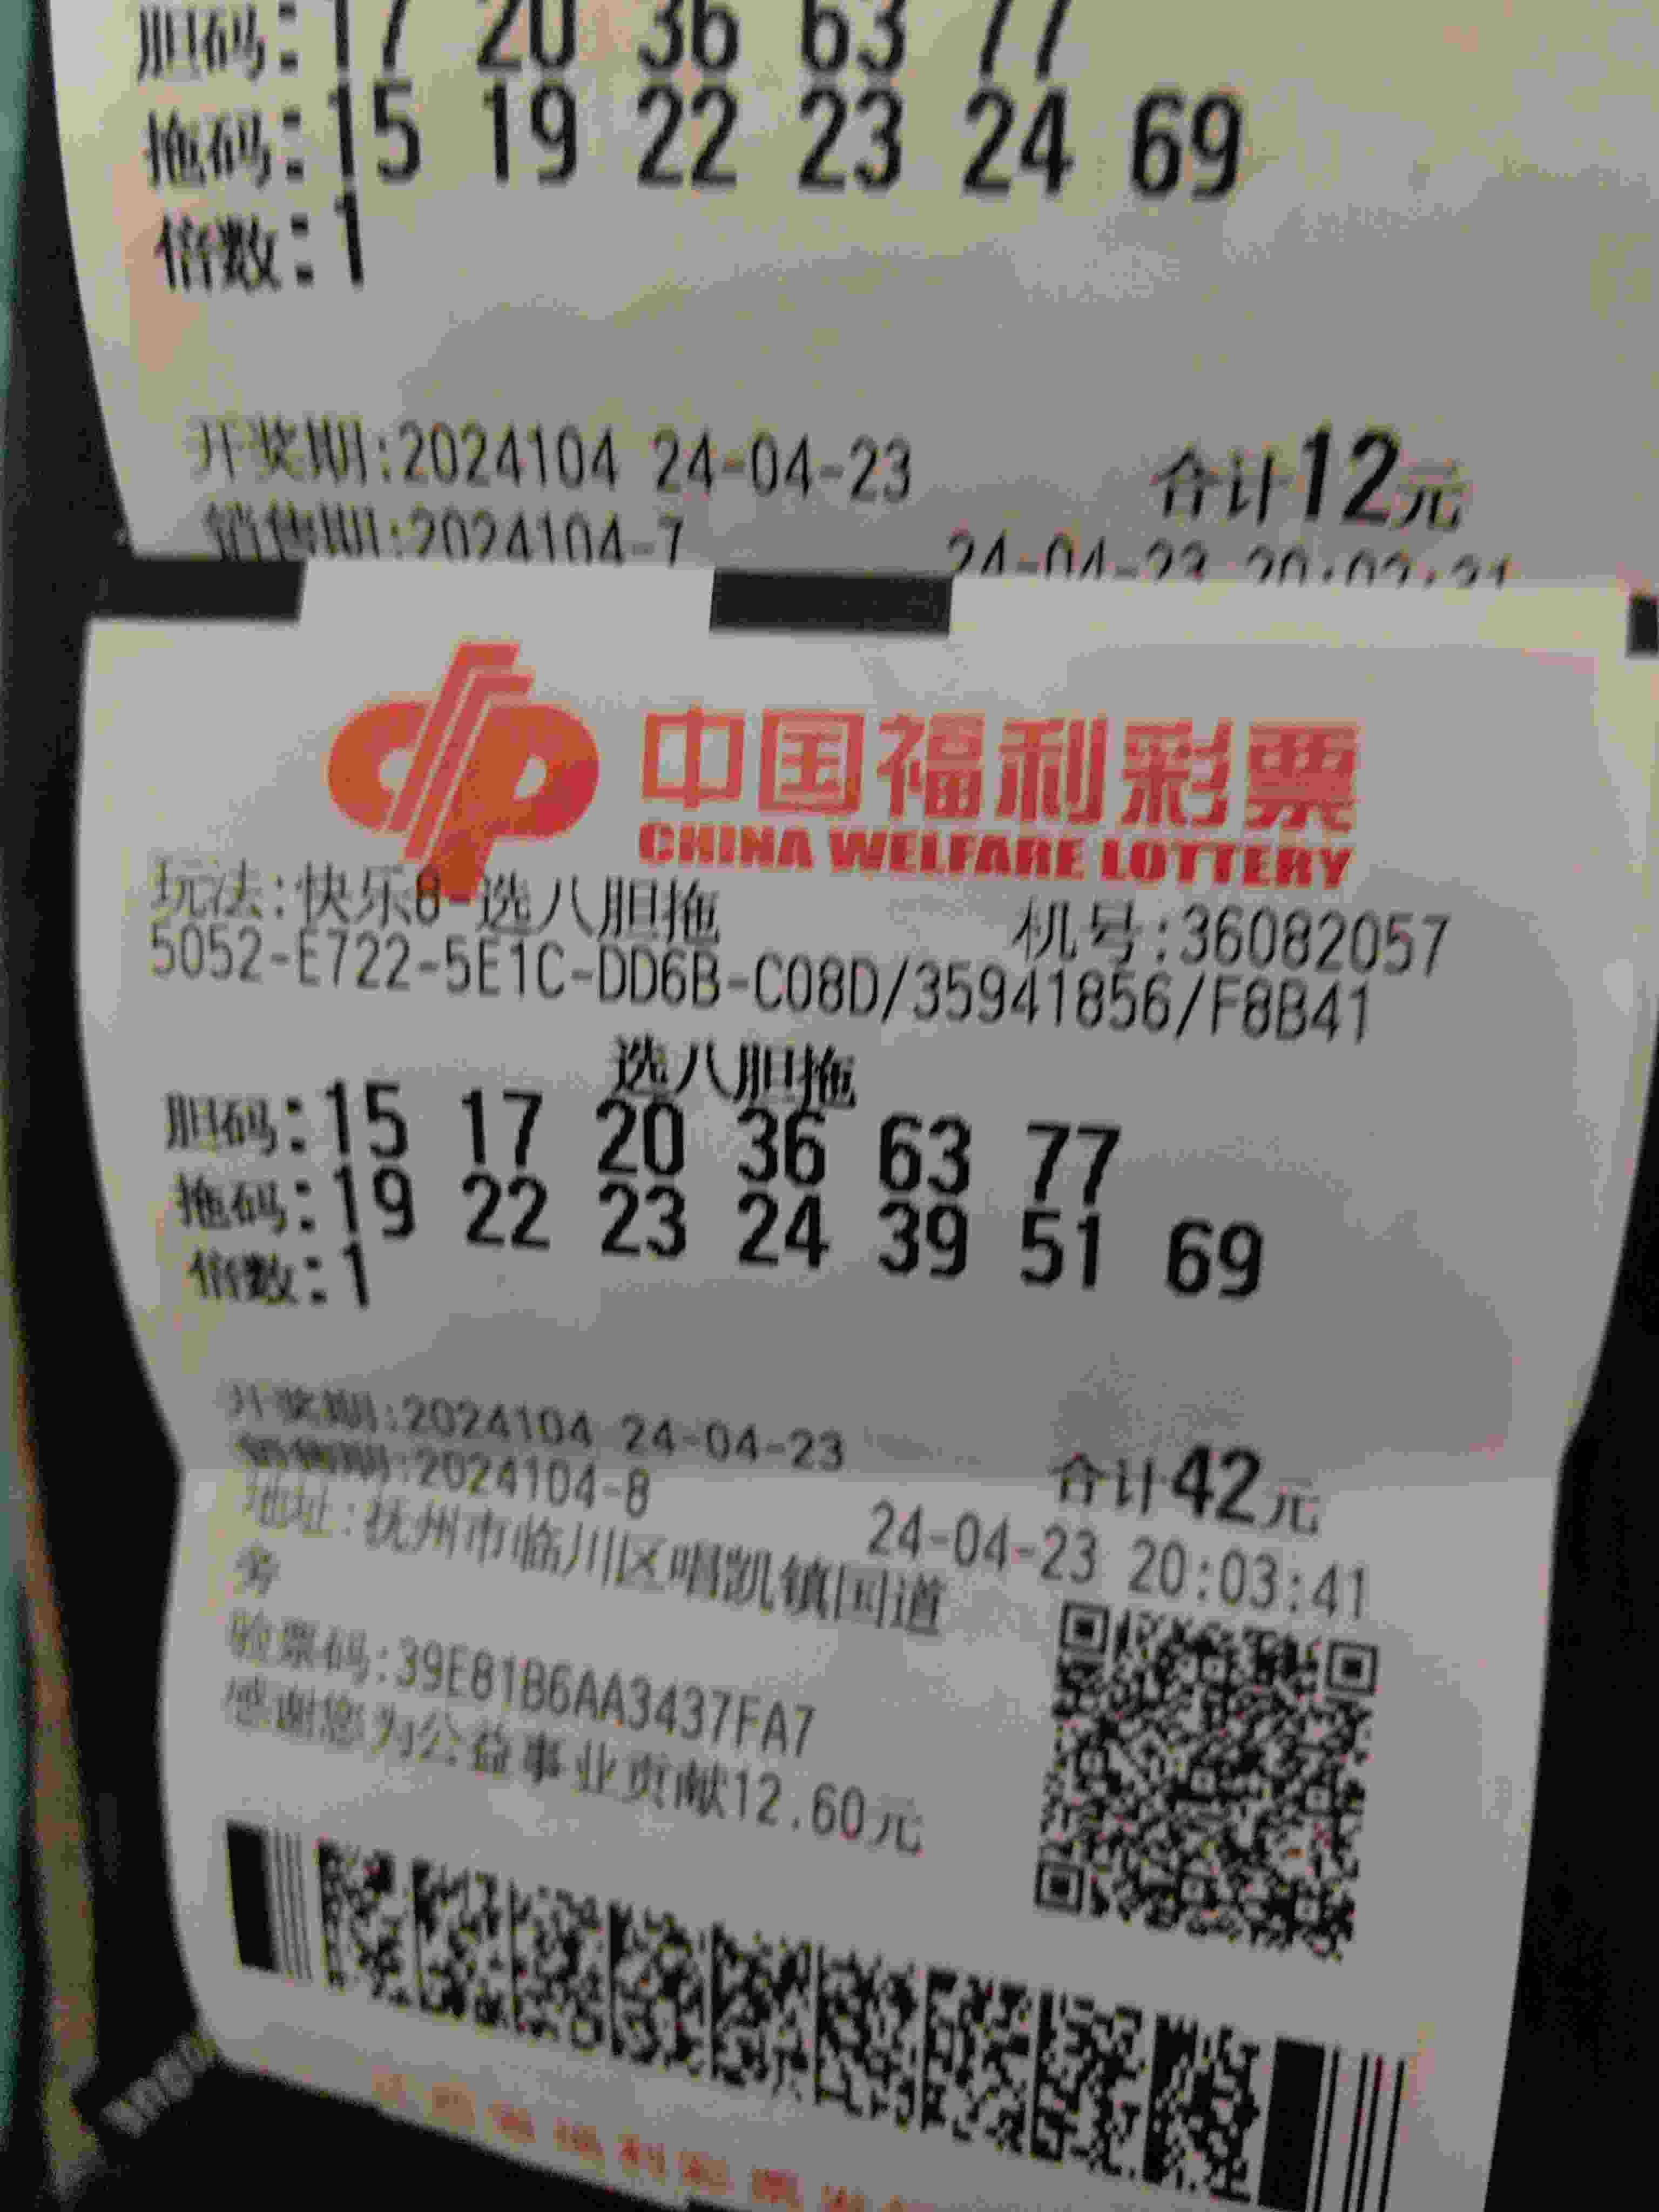 胆码:17 20 36 63 77
拖码:15 19 22 23 24 69
倍数:1
开奖期:2024104 24-04-23 合计12元
销售期:2024104-7 24-04-23
中国福利彩票
CHINA WELFARE LOTTERY
玩法:快乐8-选八胆拖 机号:36082057
5052-E722-5E1C-DD6B-C08D/35941856/F8B41
选八胆拖
胆码:15 17 20 36 63 77
拖码:19 22 23 24 39 51 69
倍数:1
开奖期:2024104 24-04-23 合计42元
销售期:2024104-8 24-04-23 20:03:41
地址:抚州市临川区唱凯镇国道
旁
验票码:39E81B6AA3437FA7
感谢您为公益事业贡献12.60元